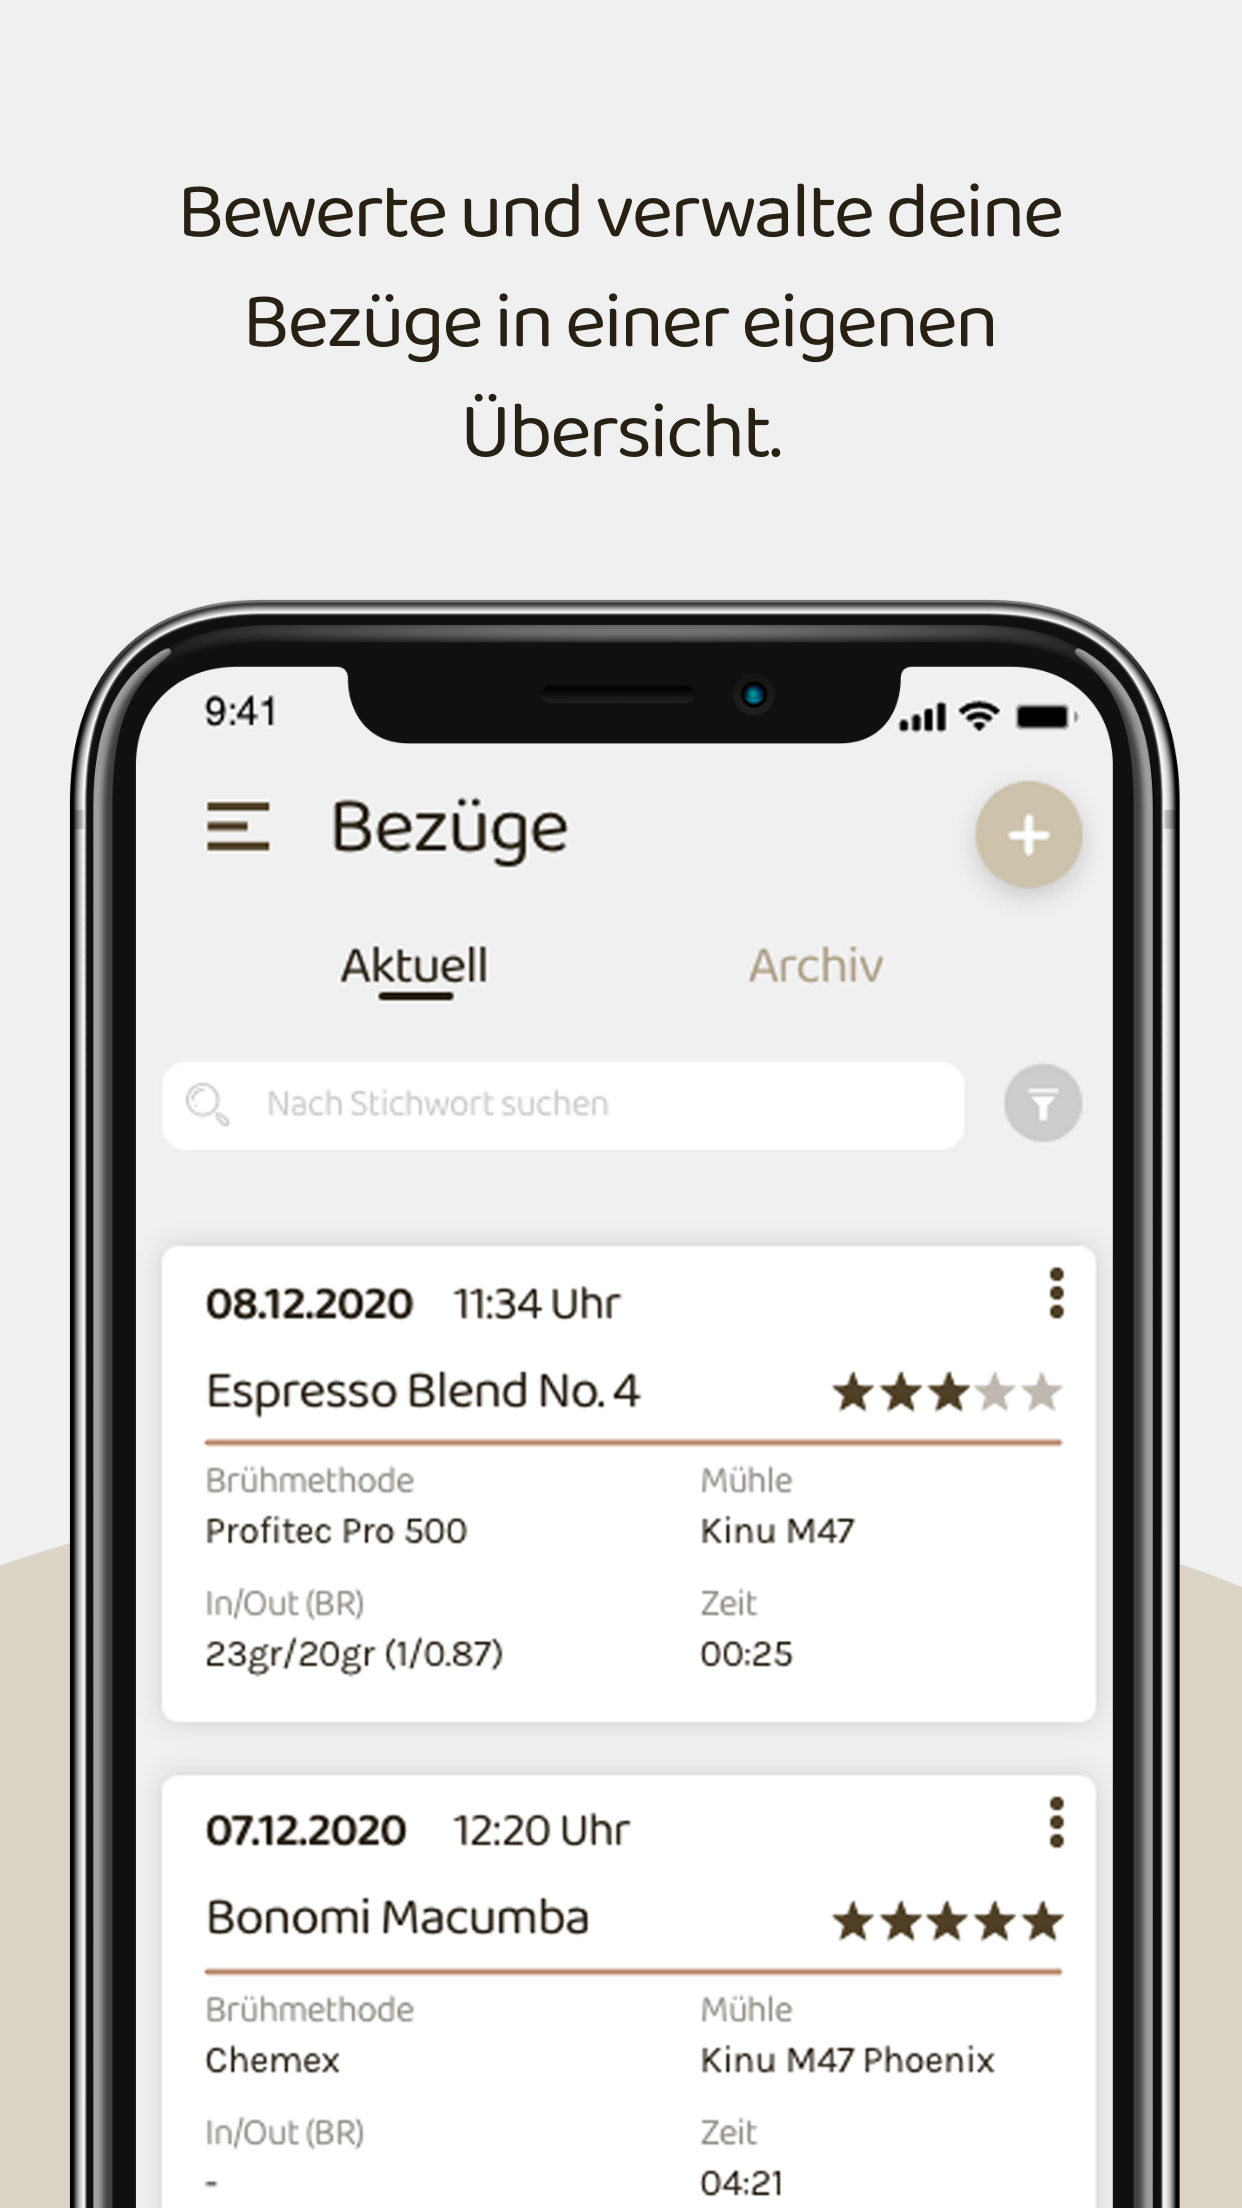 Bewerte und verwalte deine
Bezüge in einer eigenen
Übersicht.
9:41
Bezüge
Aktuell Archiv
Nach Stichwort suchen
08.12.2020 11:34 Uhr
Espresso Blend No. 4
Brühmethode Mühle
Profitec Pro 500 Kinu M47
In/Out (BR) Zeit
23gr/20gr (1/0.87) 00:25
07.12.2020 12:20 Uhr
Bonomi Macumba
Brühmethode Mühle
Chemex Kinu M47 Phoenix
In/Out (BR) Zeit
- 04:21